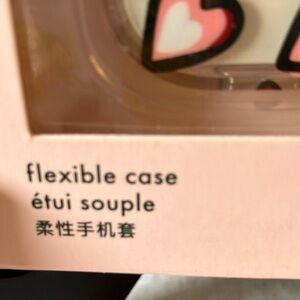 flexible case
étui souple
柔性手机套